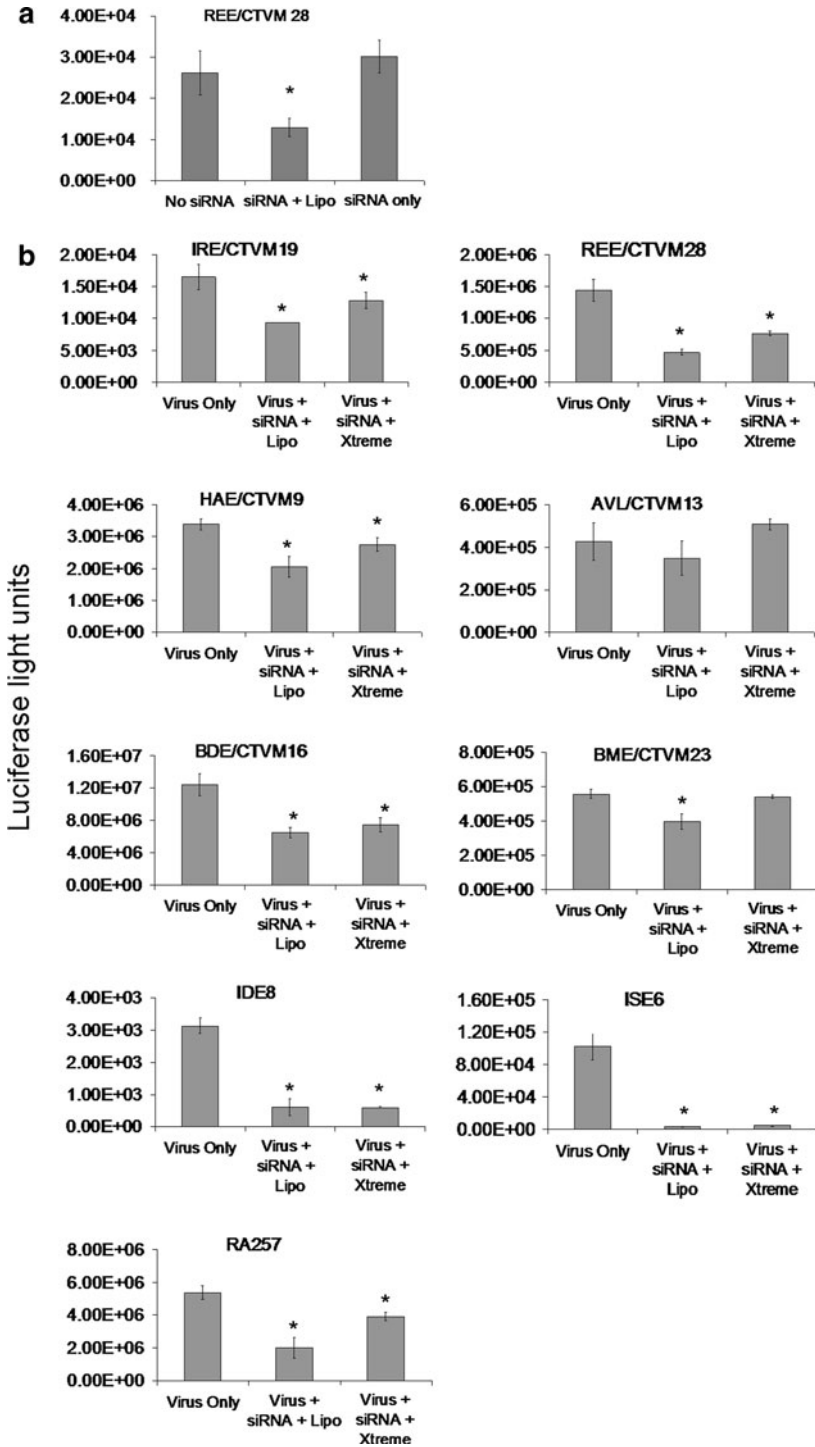 a
REE/CTVM 28
4.00E+04
3.00E+04
2.00E+04
1.00E+04
0.00E+00
*
No siRNA siRNA + Lipo siRNA only
b
Luciferase light units
IRE/CTVM19
2.00E+04
1.50E+04
1.00E+04
5.00E+03
0.00E+00
* *
Virus Only Virus + Virus +
siRNA + siRNA +
Lipo Xtreme
REE/CTVM28
2.00E+06
1.50E+06
1.00E+06
5.00E+05
0.00E+00
* *
Virus Only Virus + Virus +
siRNA + siRNA +
Lipo Xtreme
HAE/CTVM9
4.00E+06
3.00E+06
2.00E+06
1.00E+06
0.00E+00
* *
Virus Only Virus + Virus +
siRNA + siRNA +
Lipo Xtreme
AVL/CTVM13
6.00E+05
4.00E+05
2.00E+05
0.00E+00
Virus Only Virus + Virus +
siRNA + siRNA +
Lipo Xtreme
BDE/CTVM16
1.60E+07
1.20E+07
8.00E+06
4.00E+06
0.00E+00
* *
Virus Only Virus + Virus +
siRNA + siRNA +
Lipo Xtreme
BME/CTVM23
8.00E+05
6.00E+05
4.00E+05
2.00E+05
0.00E+00
*
Virus Only Virus + Virus +
siRNA + siRNA +
Lipo Xtreme
IDE8
4.00E+03
3.00E+03
2.00E+03
1.00E+03
0.00E+00
* *
Virus Only Virus + Virus +
siRNA + siRNA +
Lipo Xtreme
ISE6
1.60E+05
1.20E+05
8.00E+04
4.00E+04
0.00E+00
* *
Virus Only Virus + Virus +
siRNA + siRNA +
Lipo Xtreme
RA257
8.00E+06
6.00E+06
4.00E+06
2.00E+06
0.00E+00
* *
Virus Only Virus + Virus +
siRNA + Lipo siRNA +
Xtreme